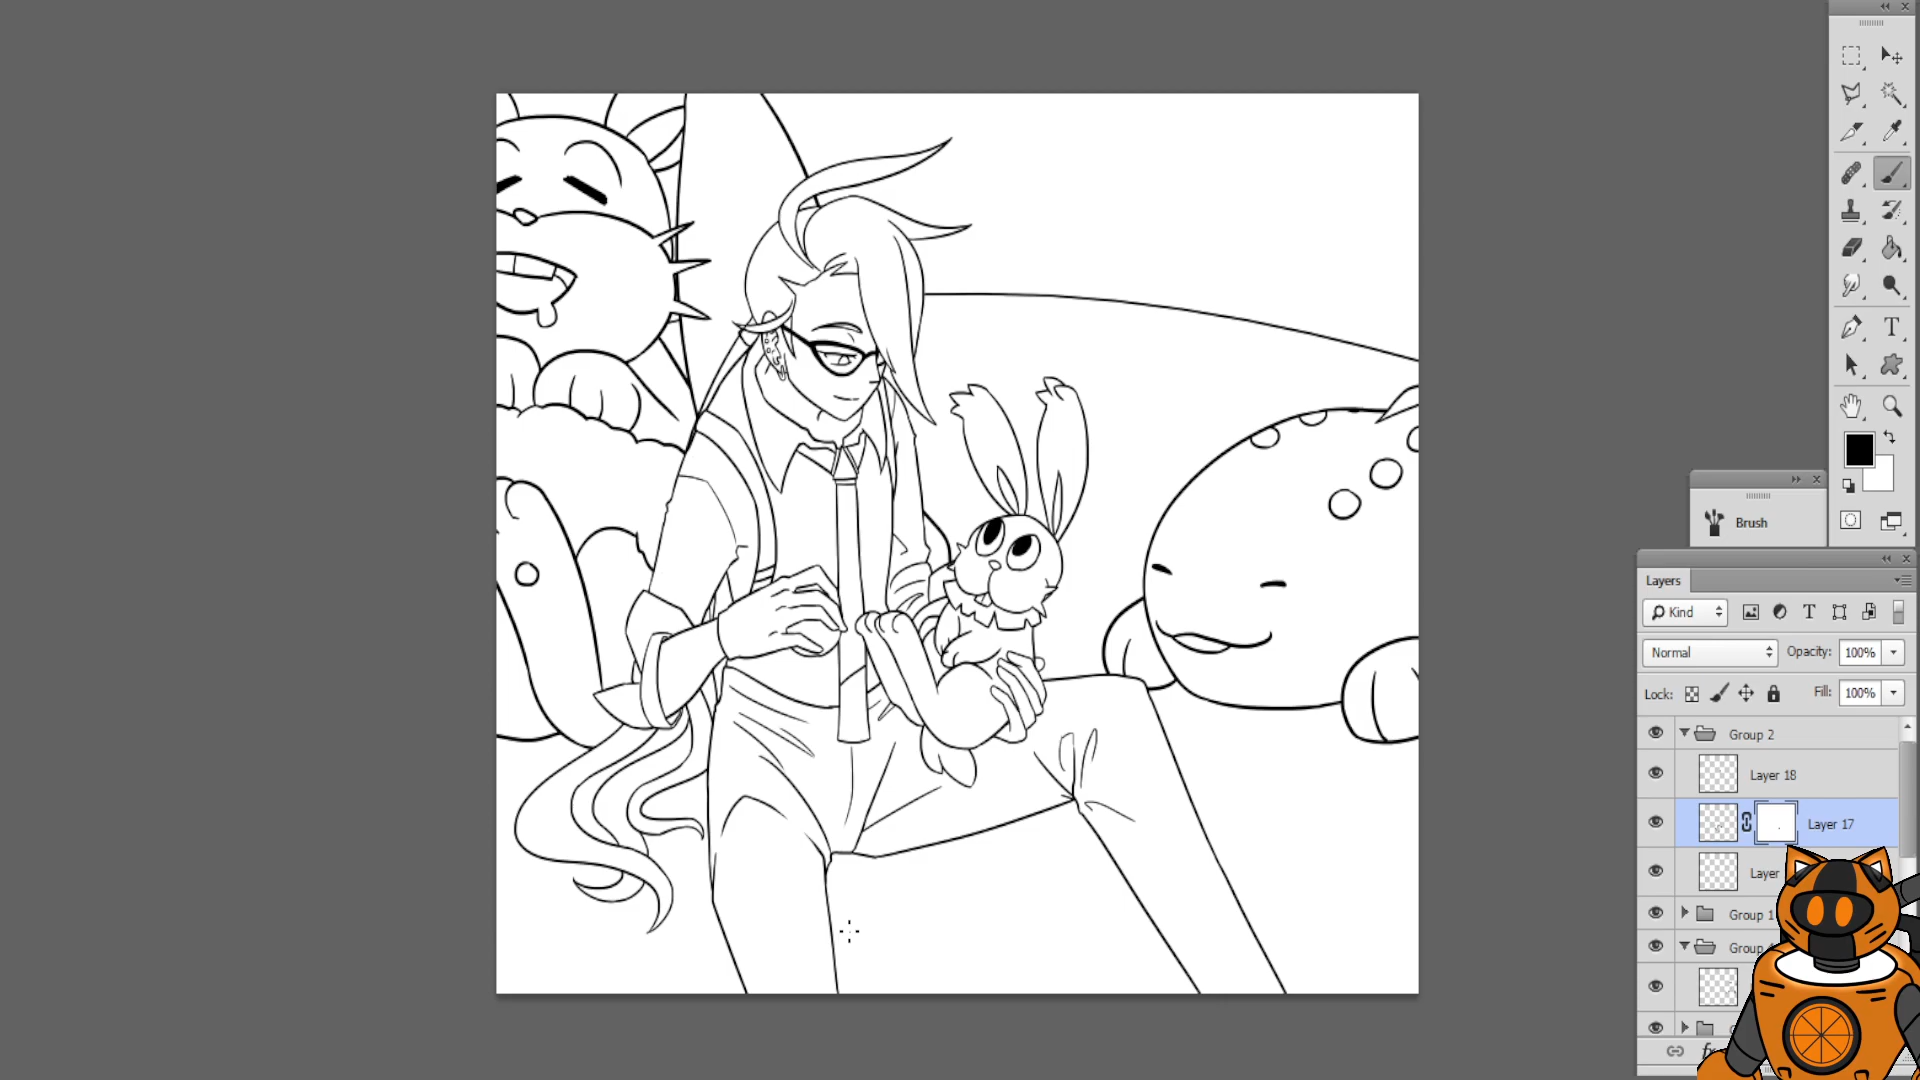 Brush
Layers
Kind
Normal
Opacity: 100%
Lock:
Fill: 100%
Group 2
Layer 18
Layer 17
Layer
Group 1
Group